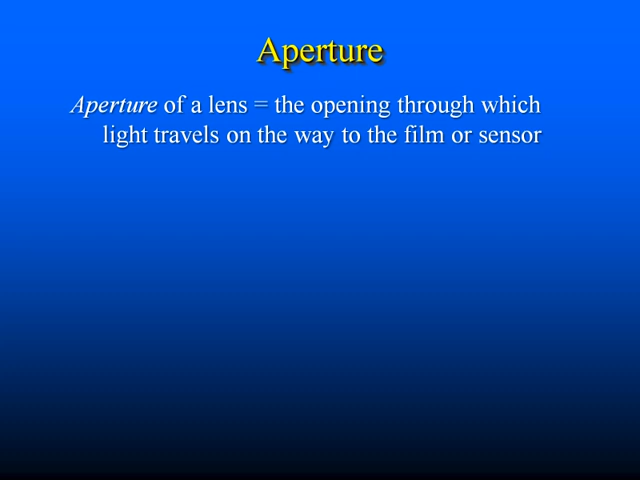 Aperture
Aperture of a lens = the opening through which
light travels on the way to the film or sensor